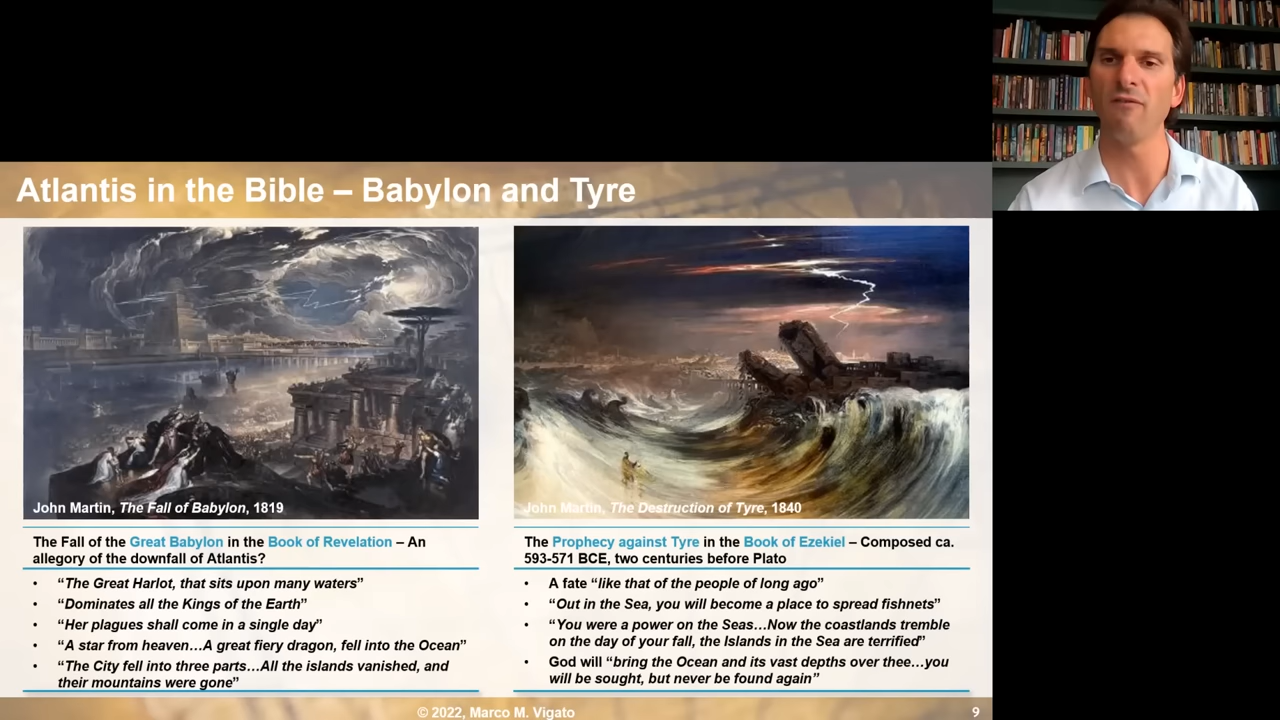 Atlantis in the Bible – Babylon and Tyre
John Martin, The Fall of Babylon, 1819
The Fall of the Great Babylon in the Book of Revelation – An
allegory of the downfall of Atlantis?
• “The Great Harlot, that sits upon many waters”
• “Dominates all the Kings of the Earth”
• “Her plagues shall come in a single day”
• “A star from heaven…A great fiery dragon, fell into the Ocean”
• “The City fell into three parts…All the islands vanished, and
their mountains were gone”
John Martin, The Destruction of Tyre, 1840
The Prophecy against Tyre in the Book of Ezekiel – Composed ca.
593-571 BCE, two centuries before Plato
• A fate “like that of the people of long ago”
• “Out in the Sea, you will become a place to spread fishnets”
• “You were a power on the Seas…Now the coastlands tremble
on the day of your fall, the Islands in the Sea are terrified”
• God will “bring the Ocean and its vast depths over thee…you
will be sought, but never be found again”
© 2022, Marco M. Vigato
9